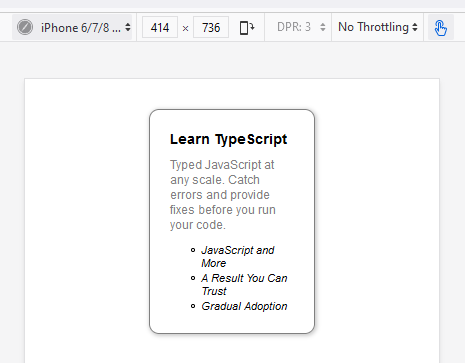 iPhone 6/7/8 ... 414 × 736 DPR: 3 No Throttling
Learn TypeScript
Typed JavaScript at
any scale. Catch
errors and provide
fixes before you run
your code.
JavaScript and
More
A Result You Can
Trust
Gradual Adoption